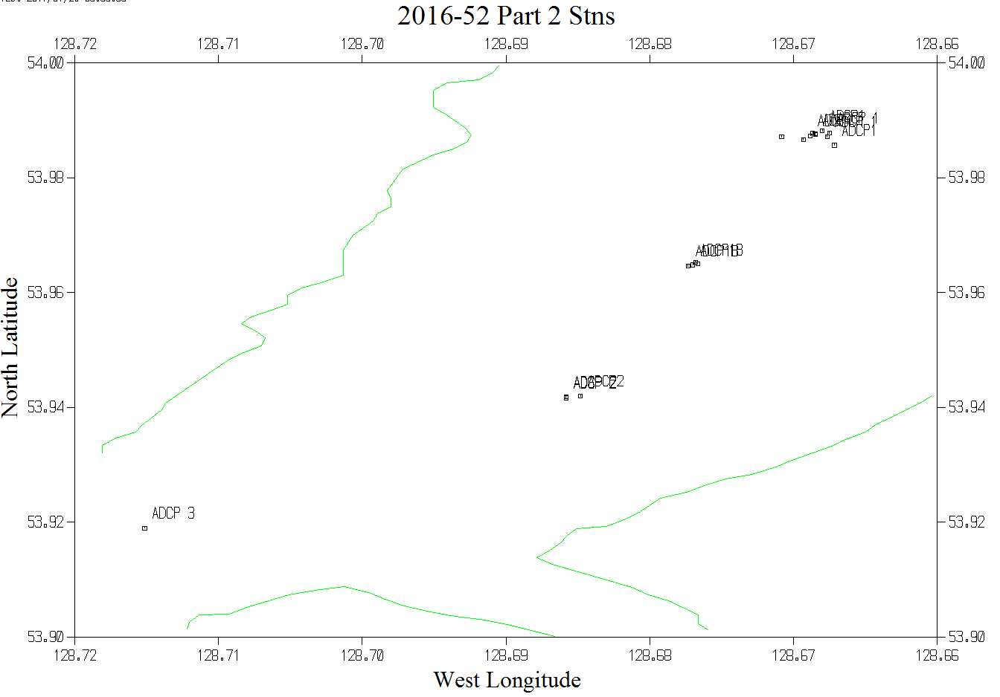 2016-52 Part 2 Stns
128.72 128.71 128.70 128.69 128.68 128.67 128.66
54.00 54.00
ADCP1
53.98 53.98
53.96 53.96
ADCP2
53.94 53.94
ADCP 3
53.92 53.92
53.90 53.90
128.72 128.71 128.70 128.69 128.68 128.67 128.66
North Latitude
West Longitude